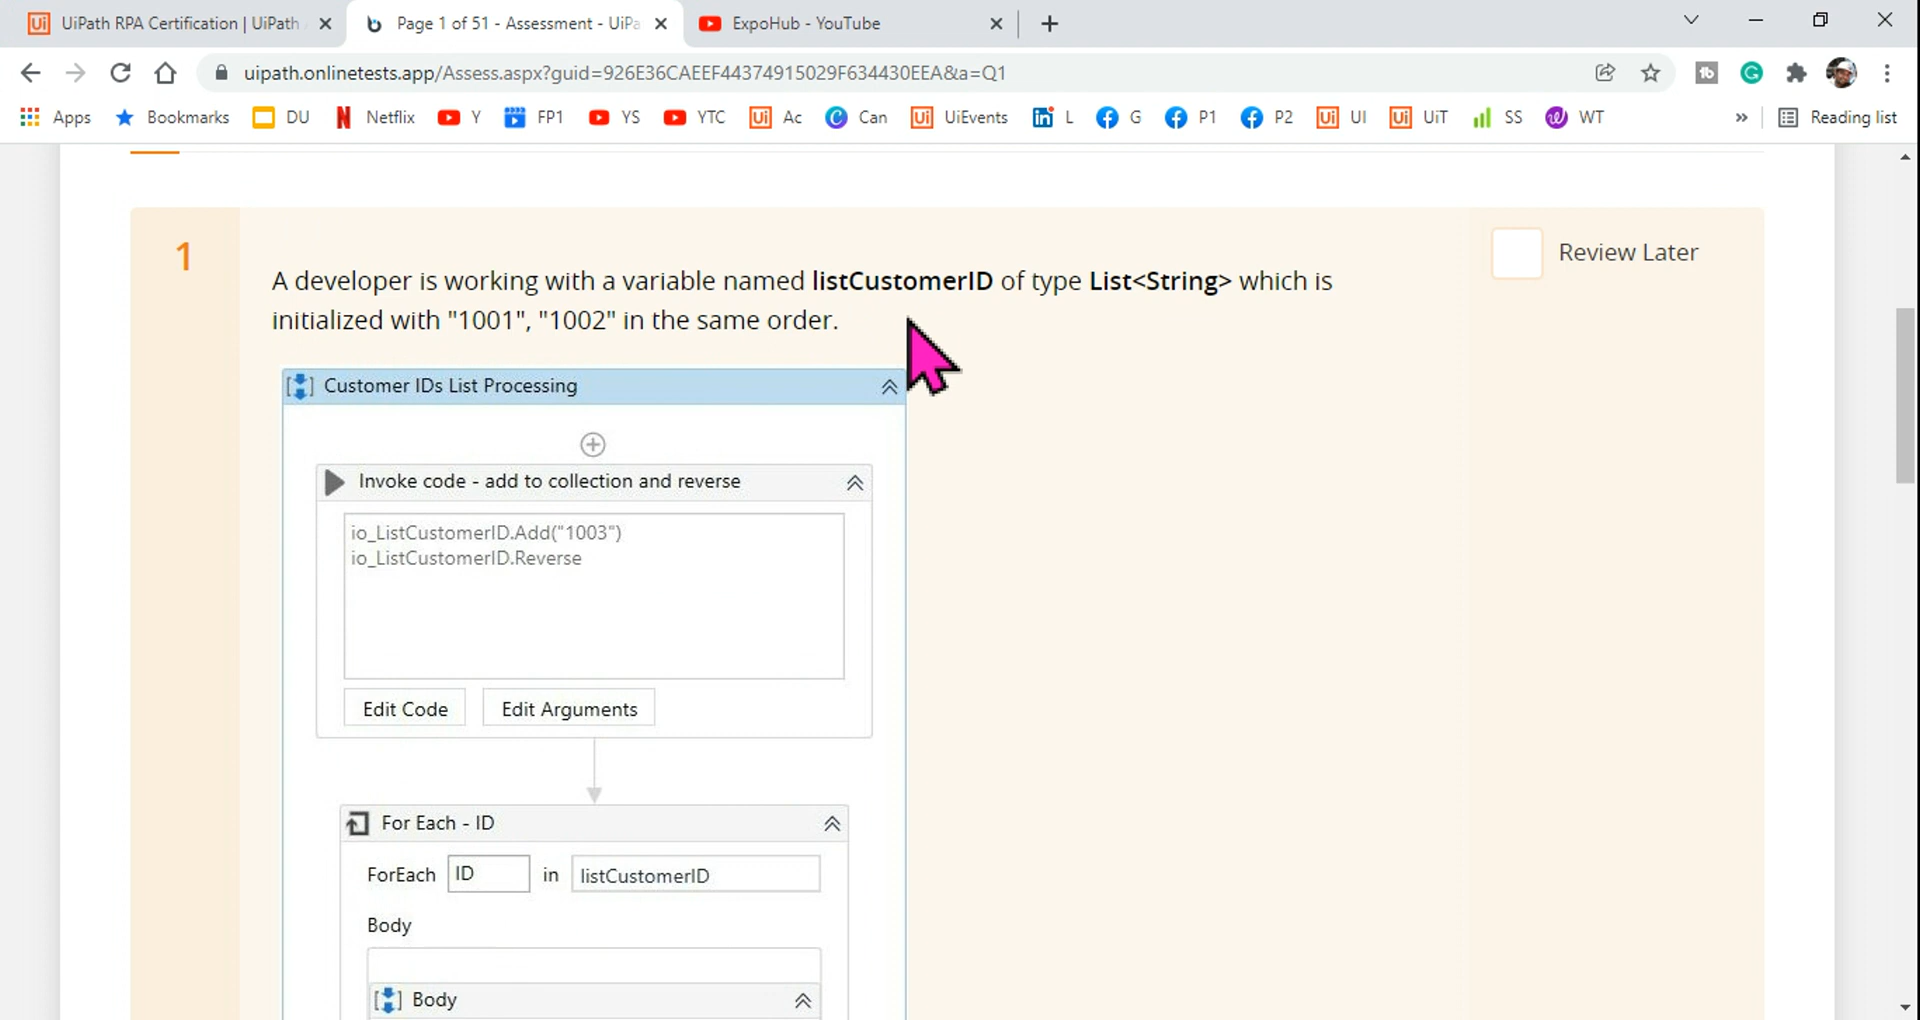 UiPath RPA Certification | UiPath
Page 1 of 51 - Assessment - UiPa
ExpoHub - YouTube
uipath.onlinetests.app/Assess.aspx?guid=926E36CAEEF44374915029F634430EEA&a=Q1
Apps Bookmarks DU Netflix Y FP1 YS YTC Ac Can UiEvents L G P1 P2 UI UiT SS WT » Reading list
1
Review Later
A developer is working with a variable named listCustomerID of type List<String> which is
initialized with "1001", "1002" in the same order.
Customer IDs List Processing
Invoke code - add to collection and reverse
io_ListCustomerID.Add("1003")
io_ListCustomerID.Reverse
Edit Code Edit Arguments
For Each - ID
ForEach ID in listCustomerID
Body
Body